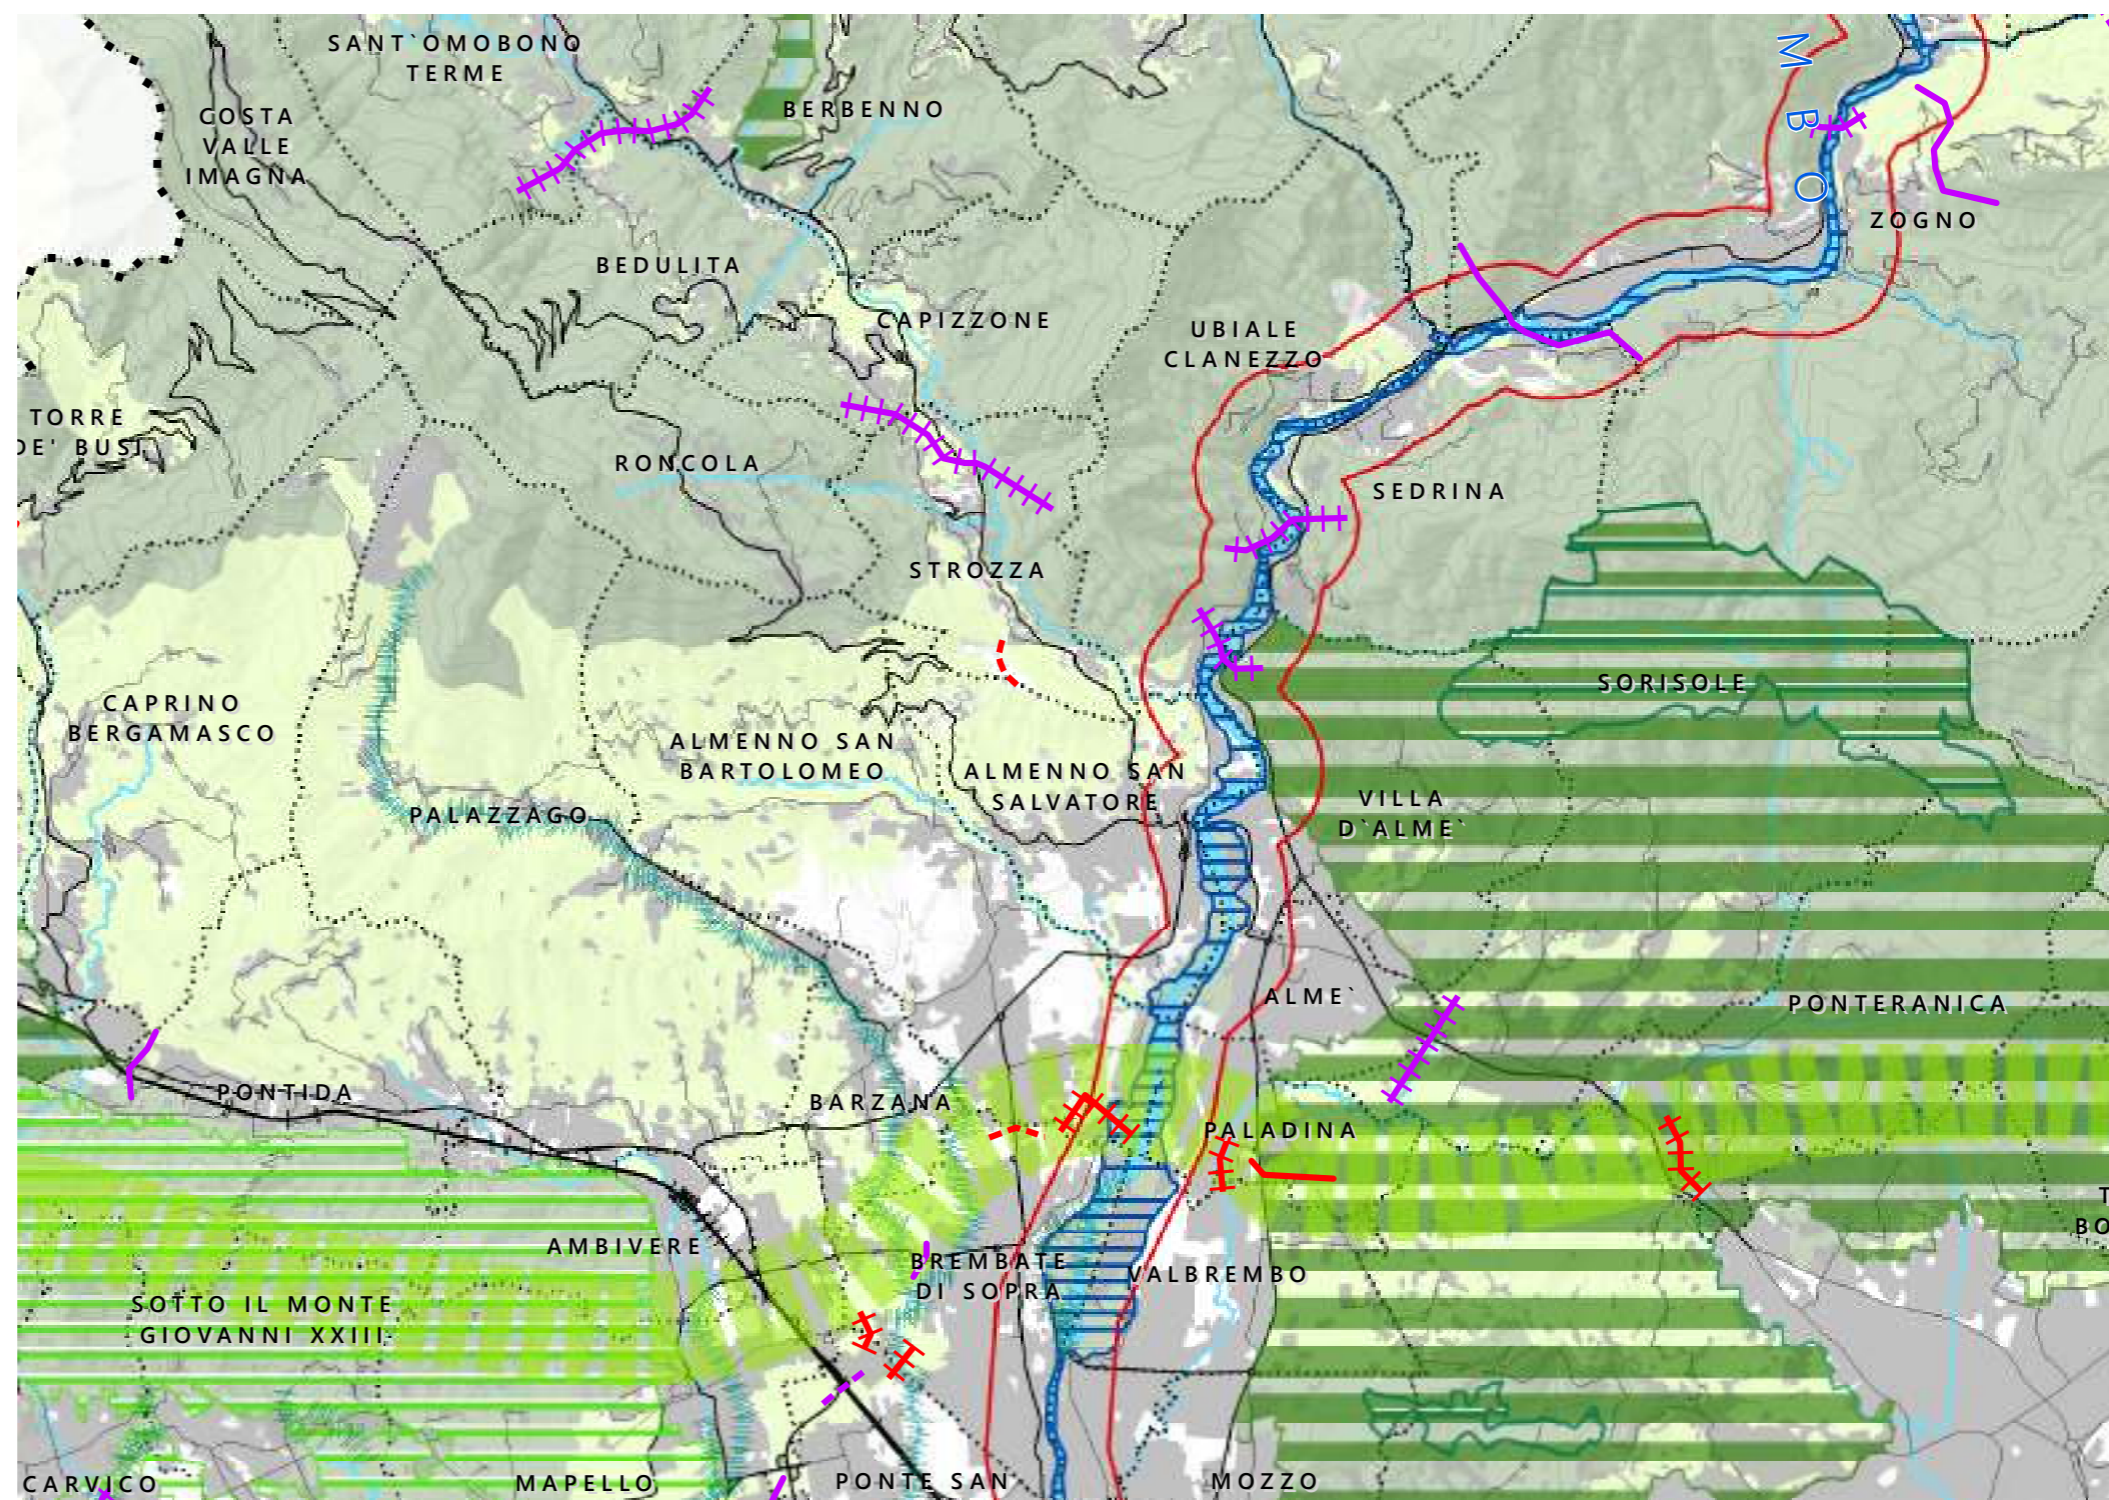 SANT`OMOBONO
TERME
M
BERBENNO
COSTA
VALLE
IMAGNA
B
O
ZOGNO
BEDULITA
CAPIZZONE
UBIALE
CLANEZZO
TORRE
DE' BUSI
RONCOLA
SEDRINA
STROZZA
SORISOLE
CAPRINO
BERGAMASCO
ALMENNO SAN
BARTOLOMEO
ALMENNO SAN
SALVATORE
VILLA
D`ALME`
PALAZZAGO
ALME`
PONTERANICA
PONTIDA
BARZANA
PALADINA
T
BO
AMBIVERE
BREMBATE
DI SOPRA
VALBREMBO
SOTTO IL MONTE
GIOVANNI XXIII
CARVICO
MAPELLO
PONTE SAN
MOZZO